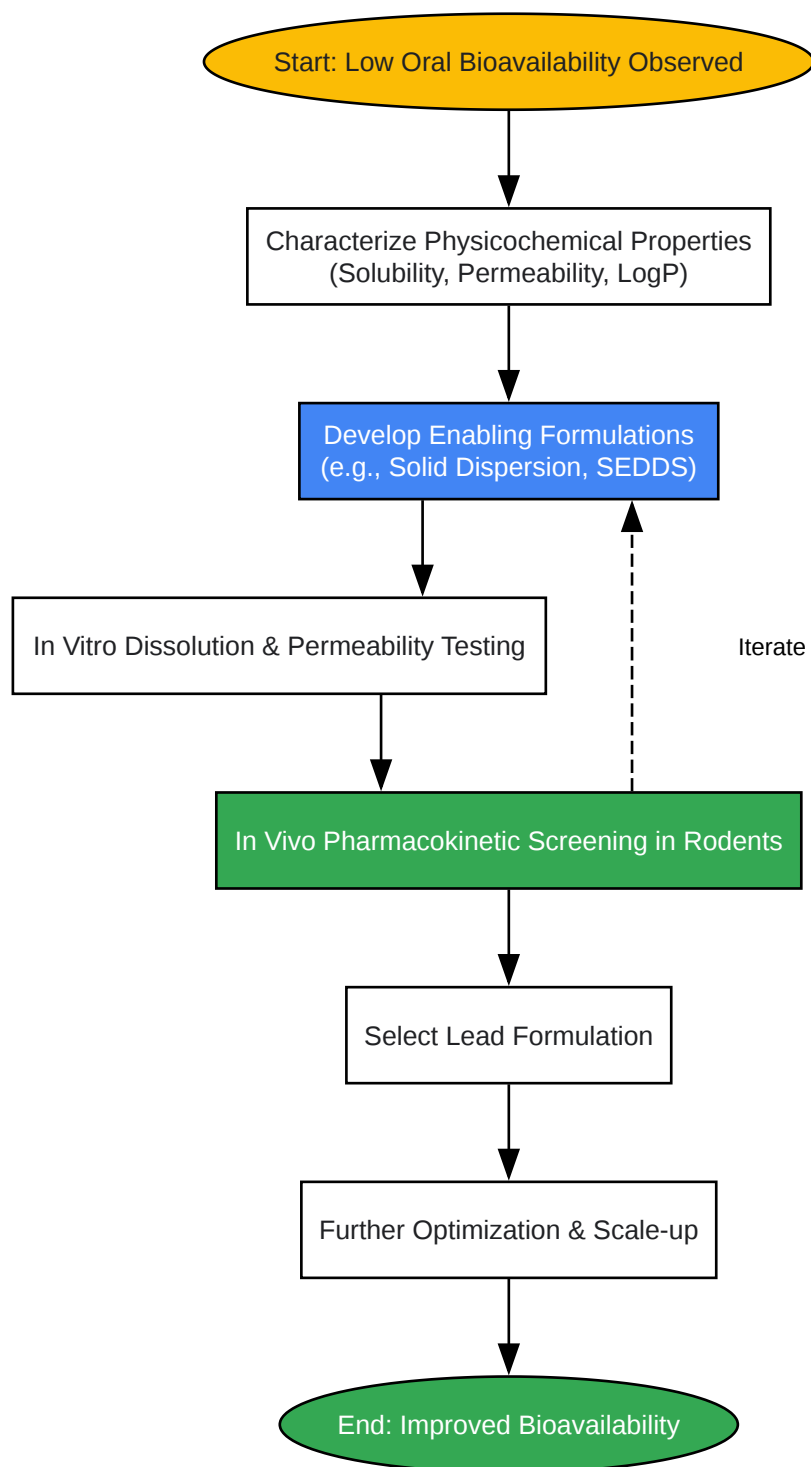 Start: Low Oral Bioavailability Observed
Characterize Physicochemical Properties
(Solubility, Permeability, LogP)
Develop Enabling Formulations
(e.g., Solid Dispersion, SEDDS)
In Vitro Dissolution & Permeability Testing
Iterate
In Vivo Pharmacokinetic Screening in Rodents
Select Lead Formulation
Further Optimization & Scale-up
End: Improved Bioavailability